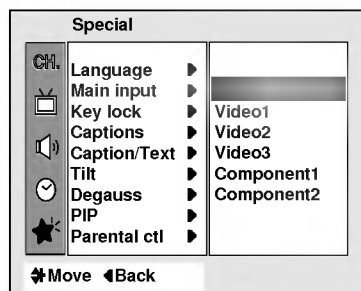 Special
CH.
Language
Main input
Key lock
Captions
Caption/Text
Tilt
Degauss
PIP
Parental ctl
Video1
Video2
Video3
Component1
Component2
Move Back